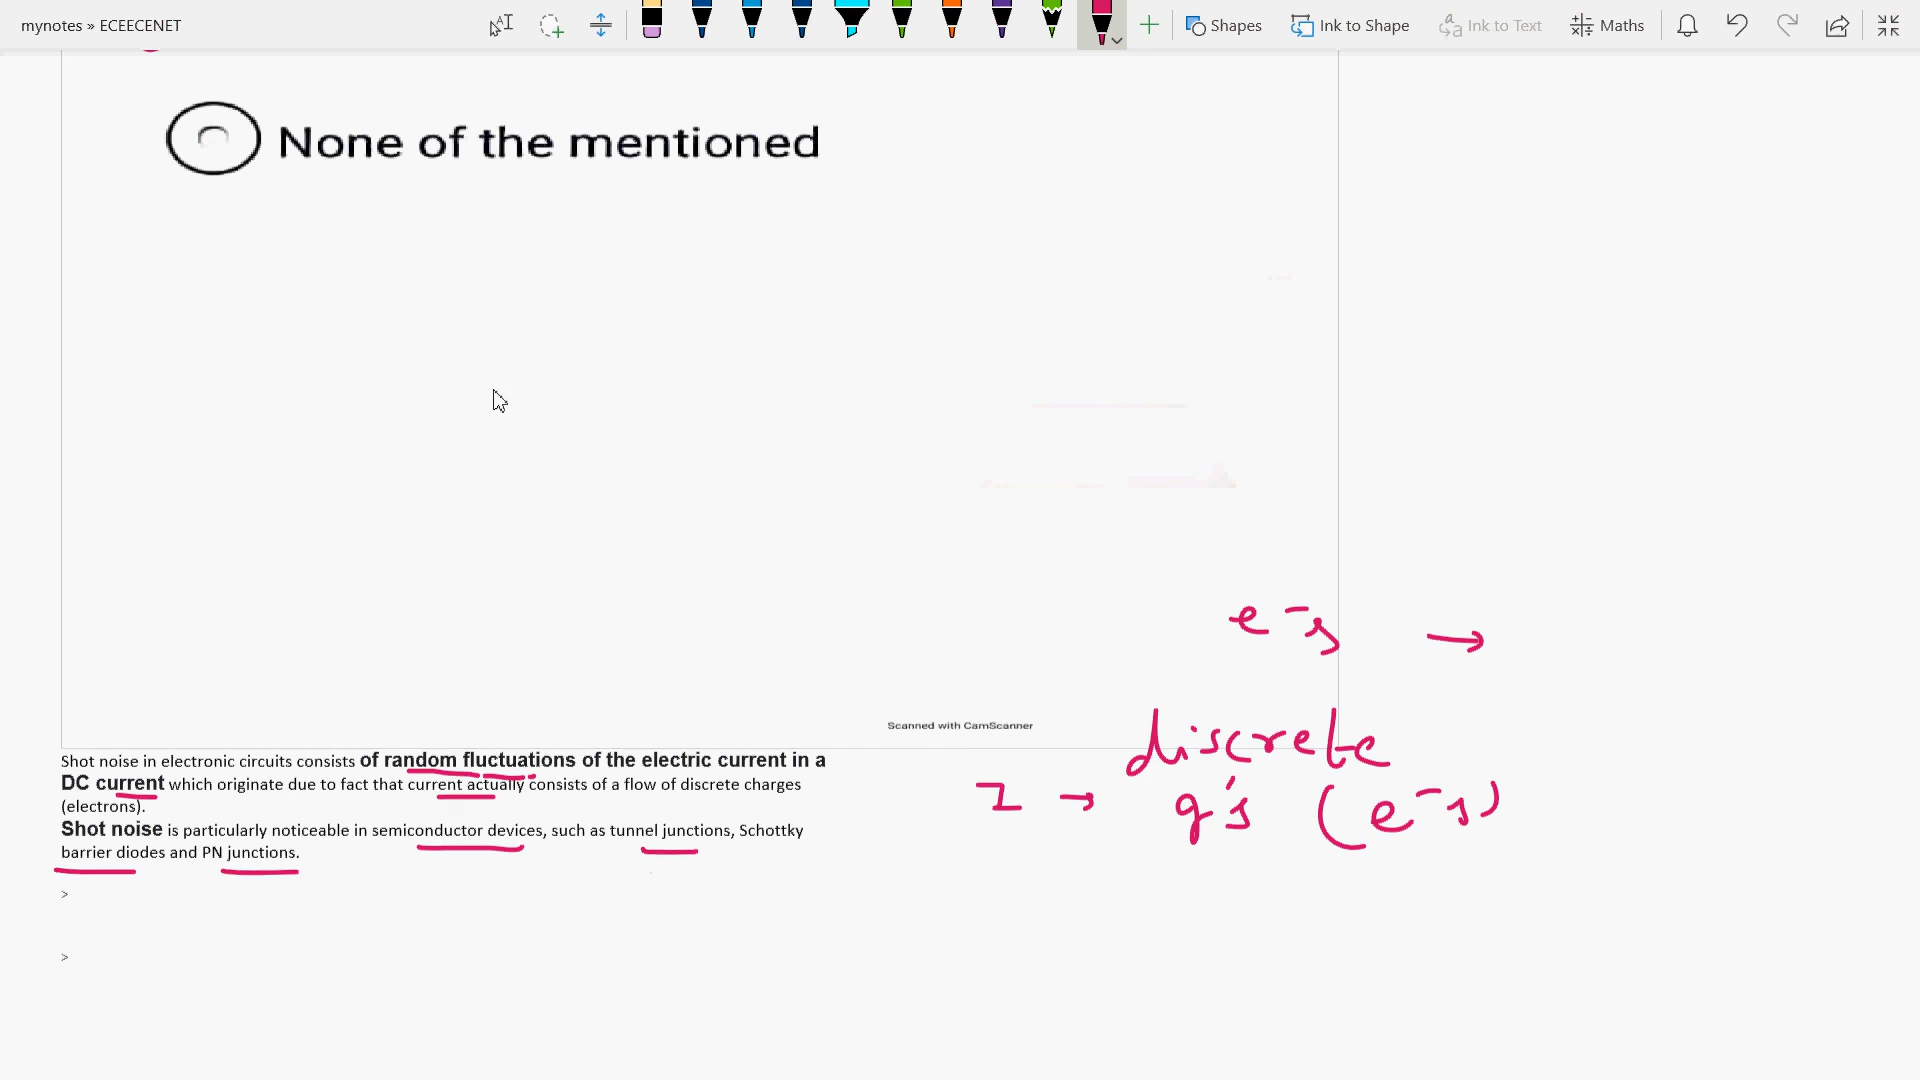 mynotes » ECEECENET
Shapes Ink to Shape Ink to Text Maths
None of the mentioned
e⁻s →
Scanned with CamScanner
discrete
I → q's (e⁻s)
Shot noise in electronic circuits consists of random fluctuations of the electric current in a
DC current which originate due to fact that current actually consists of a flow of discrete charges
(electrons).
Shot noise is particularly noticeable in semiconductor devices, such as tunnel junctions, Schottky
barrier diodes and PN junctions.
>
>